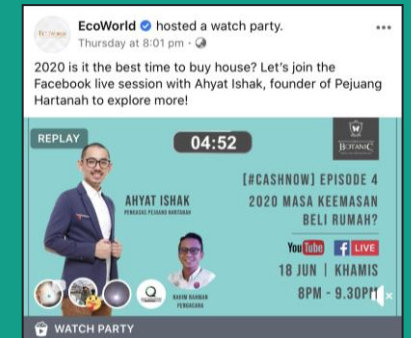 EcoWorld hosted a watch party.
Thursday at 8:01 pm ·
2020 is it the best time to buy house? Let's join the
Facebook live session with Ahyat Ishak, founder of Pejuang
Hartanah to explore more!
REPLAY
04:52
BOTANIC
[#CASHNOW] EPISODE 4
2020 MASA KEEMASAN
BELI RUMAH?
AHYAT ISHAK
PENGASAS PEJUANG HARTANAH
YouTube f LIVE
18 JUN | KHAMIS
8PM - 9.30PM
PENGACARA
WATCH PARTY